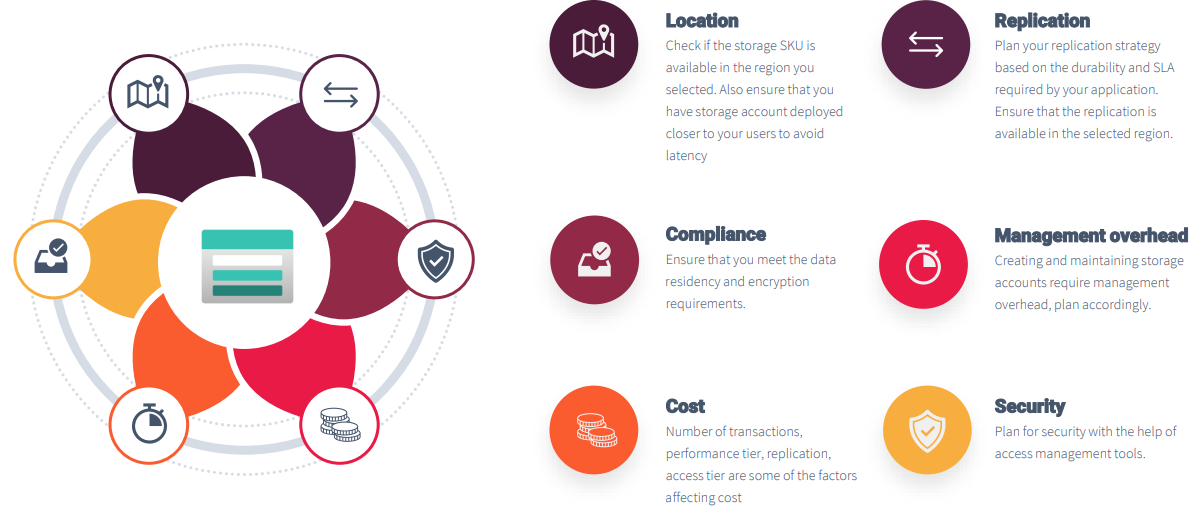 Location
Check if the storage SKU is
available in the region you
selected. Also ensure that you
have storage account deployed
closer to your users to avoid
latency
Replication
Plan your replication strategy
based on the durability and SLA
required by your application.
Ensure that the replication is
available in the selected region.
Compliance
Ensure that you meet the data
residency and encryption
requirements.
Management overhead
Creating and maintaining storage
accounts require management
overhead, plan accordingly.
Cost
Number of transactions,
performance tier, replication,
access tier are some of the factors
affecting cost
Security
Plan for security with the help of
access management tools.